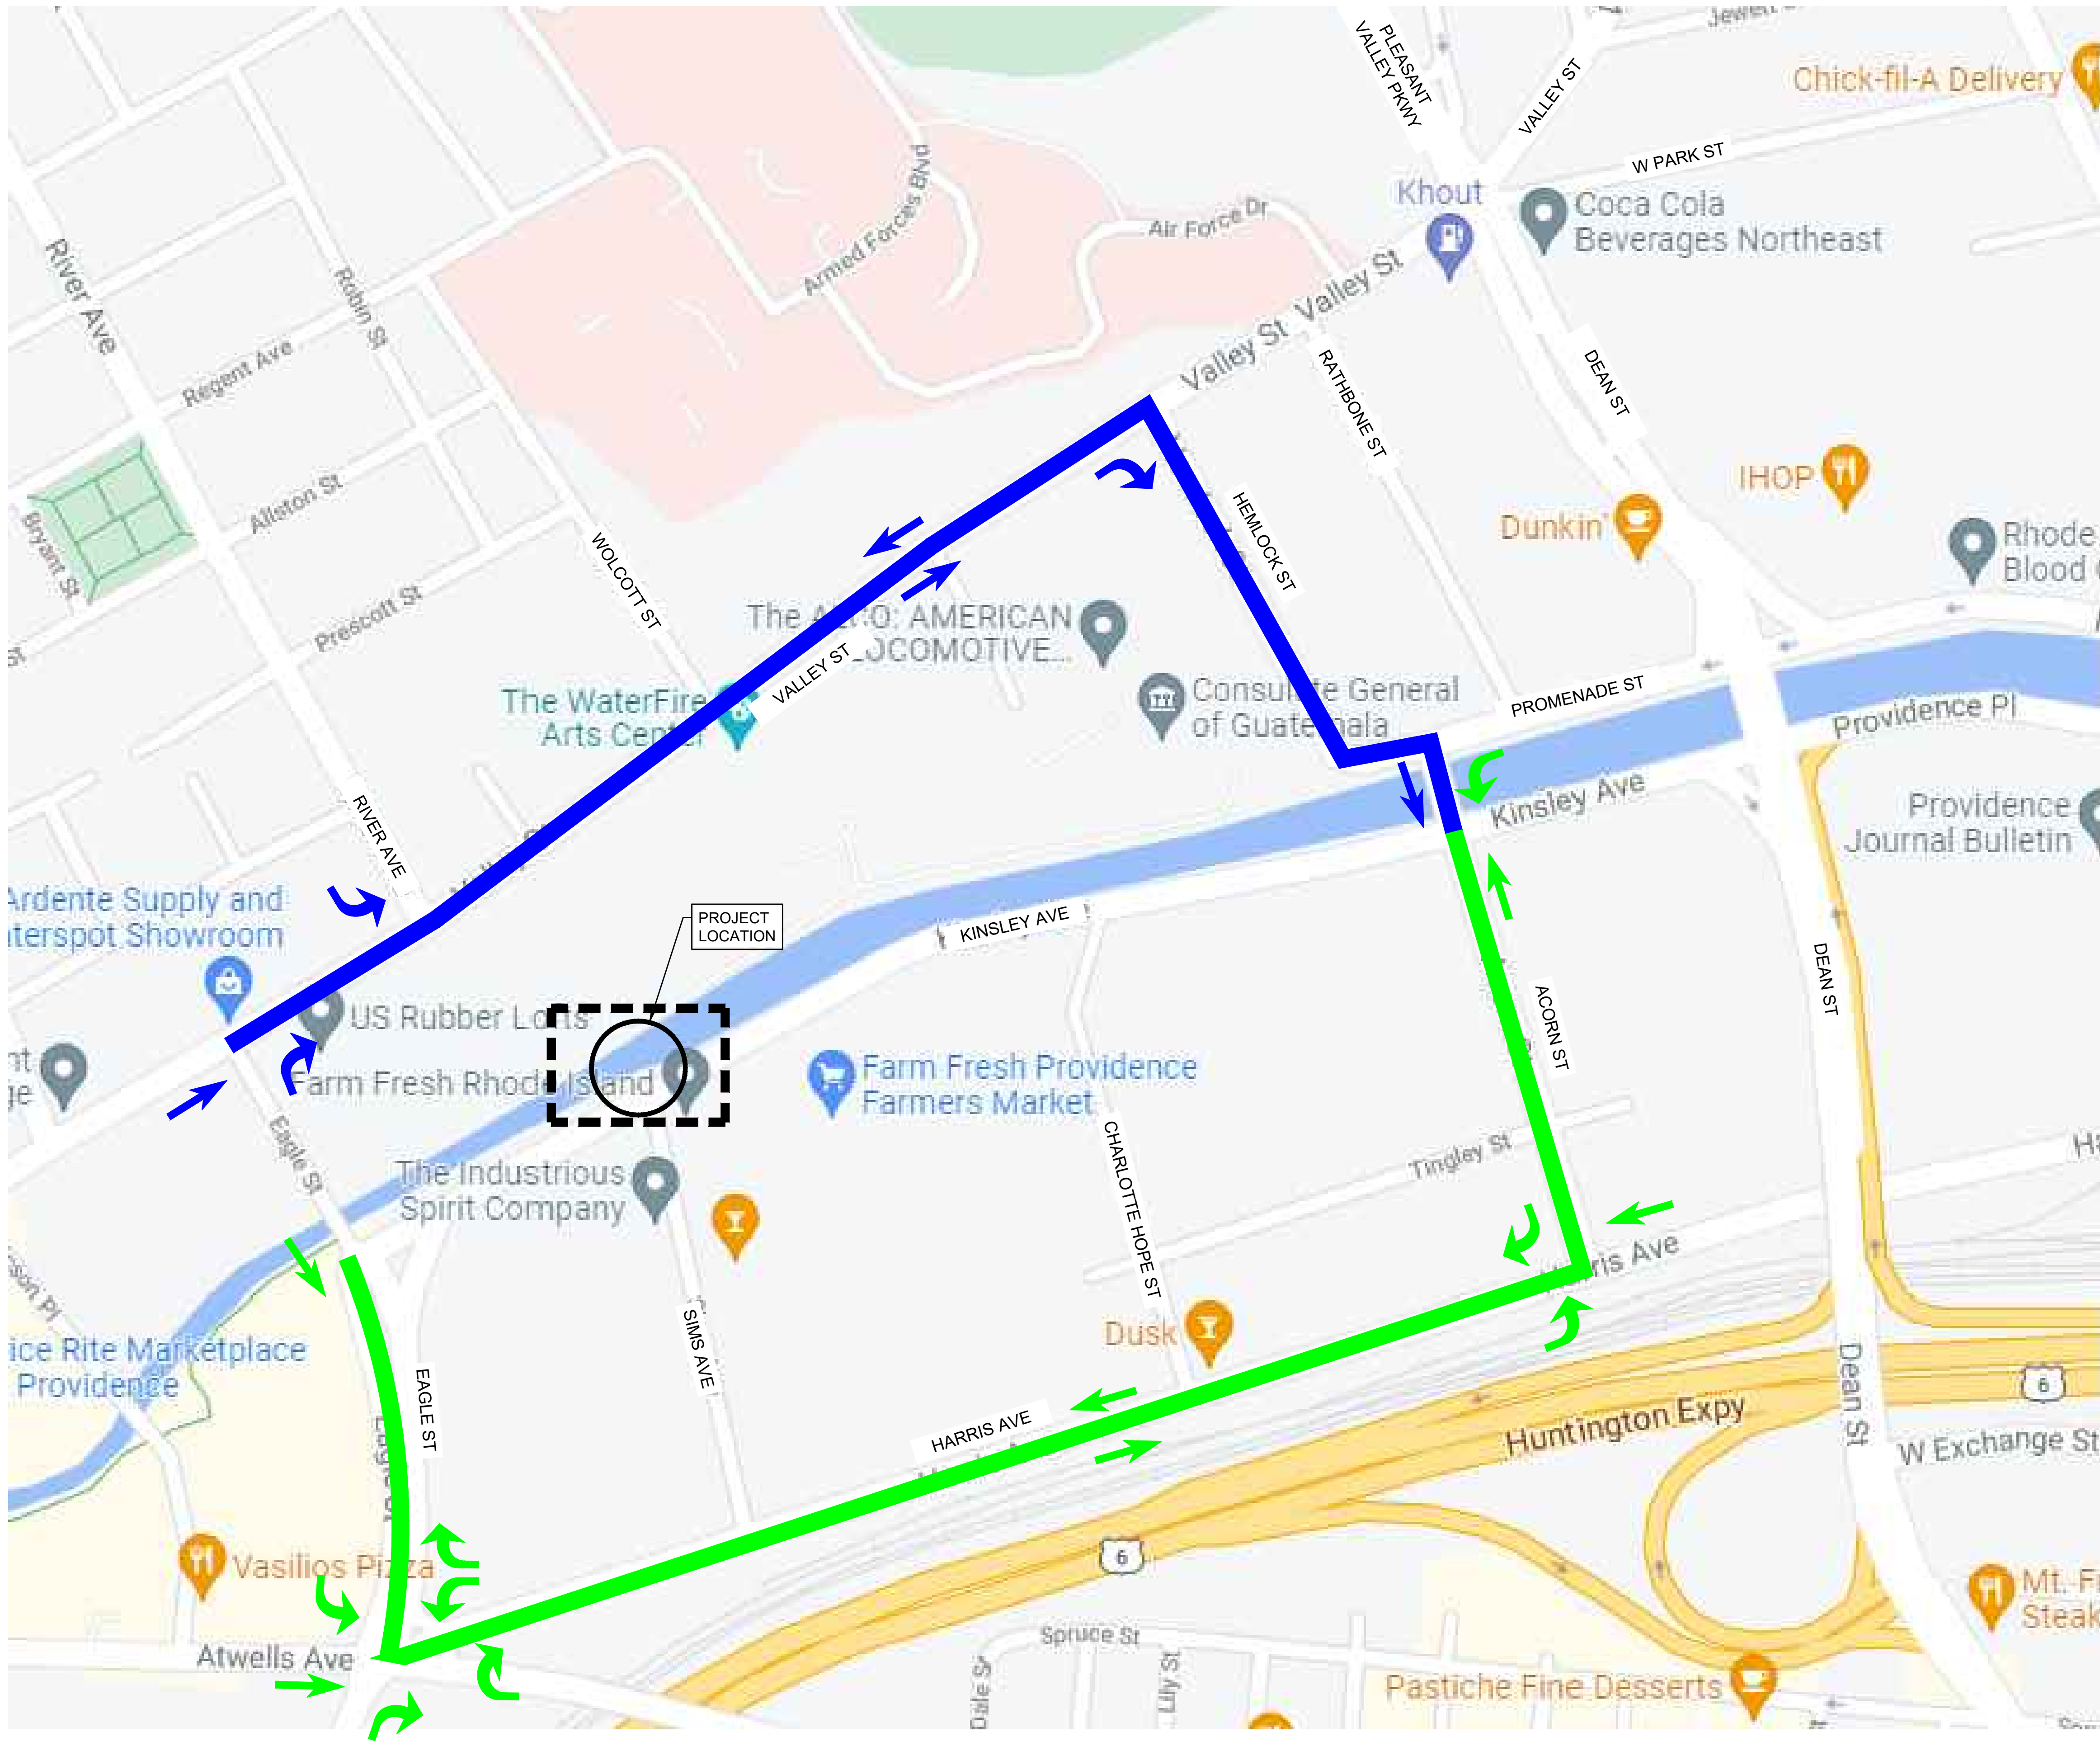 PLEASANT
VALLEY PKWY
VALLEY ST
Chick-fil-A Delivery
W PARK ST
Khout
Coca Cola
Beverages Northeast
Armed Forces Blvd
Air Force Dr
River Ave
Robin St
Valley St
Valley St
Regent Ave
RATHBONE ST
DEAN ST
IHOP
Allston St
Dunkin'
HEMLOCK ST
Bryant St
WOLCOTT ST
Rhode
Blood
Prescott St
The
AMERICAN
LOCOMOTIVE...
VALLEY ST
The WaterFire
Arts Center
Consulate General
of Guatemala
PROMENADE ST
Providence Pl
Kinsley Ave
RIVER AVE
Providence
Journal Bulletin
Ardente Supply and
Waterspot Showroom
PROJECT
LOCATION
KINSLEY AVE
DEAN ST
US Rubber Lofts
ACORN ST
Farm Fresh Rhode Island
Farm Fresh Providence
Farmers Market
Eagle St
The Industrious
Spirit Company
CHARLOTTE HOPE ST
Tingley St
Harris Ave
SIMS AVE
Dusk
ice Rite Marketplace
Providence
EAGLE ST
Eagle St
HARRIS AVE
Huntington Expy
Dean St
6
W Exchange St
6
Vasilios Pizza
Mt. F
Steak
Atwells Ave
Spruce St
Dale S
Lily St
Pastiche Fine Desserts